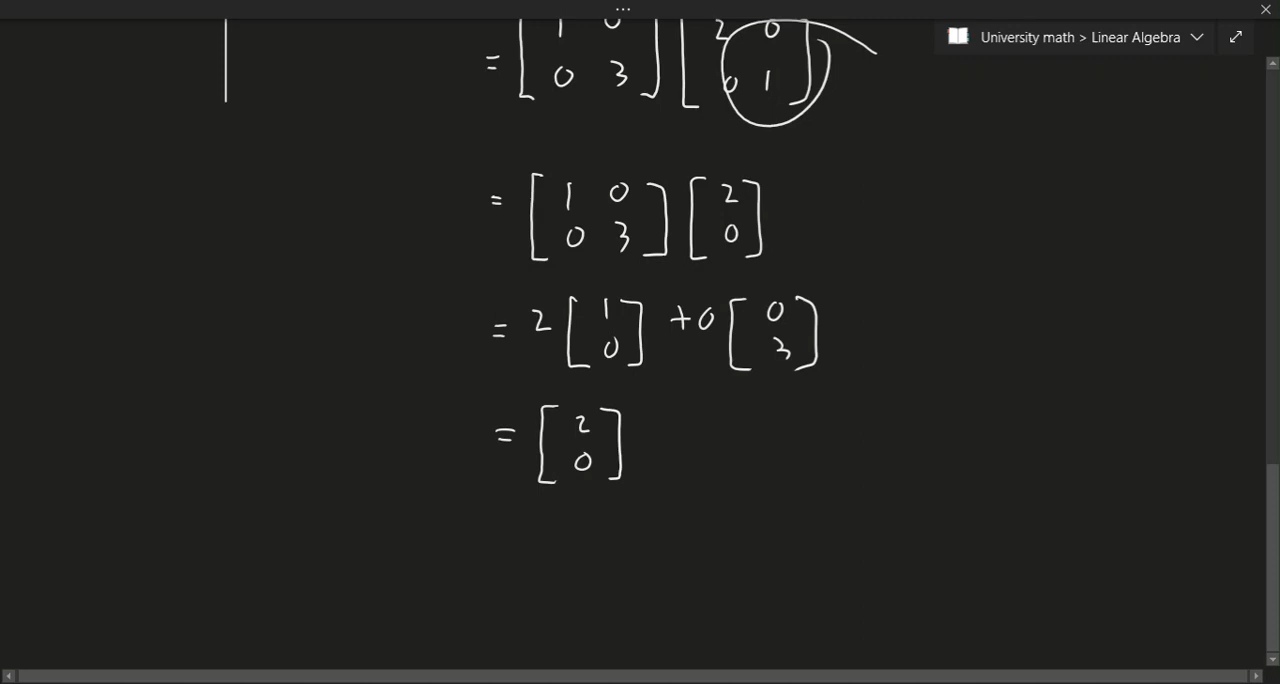 ...
University math > Linear Algebra
1 0 2 0
= [ 0 3 ] [ 0 1 ]
= [ 1 0 ] [ 2 ]
[ 0 3 ] [ 0 ]
= 2 [ 1 ] + 0 [ 0 ]
[ 0 ] [ 3 ]
= [ 2 ]
[ 0 ]